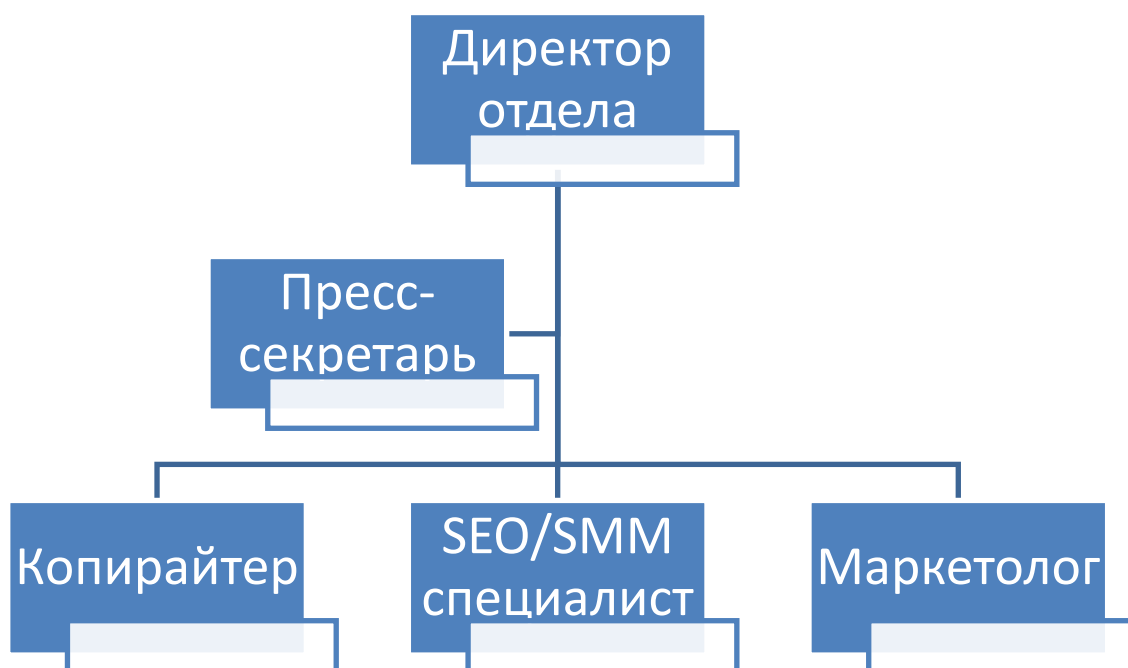 Директор
отдела
Пресс-
секретарь
Копирайтер
SEO/SMM
специалист
Маркетолог